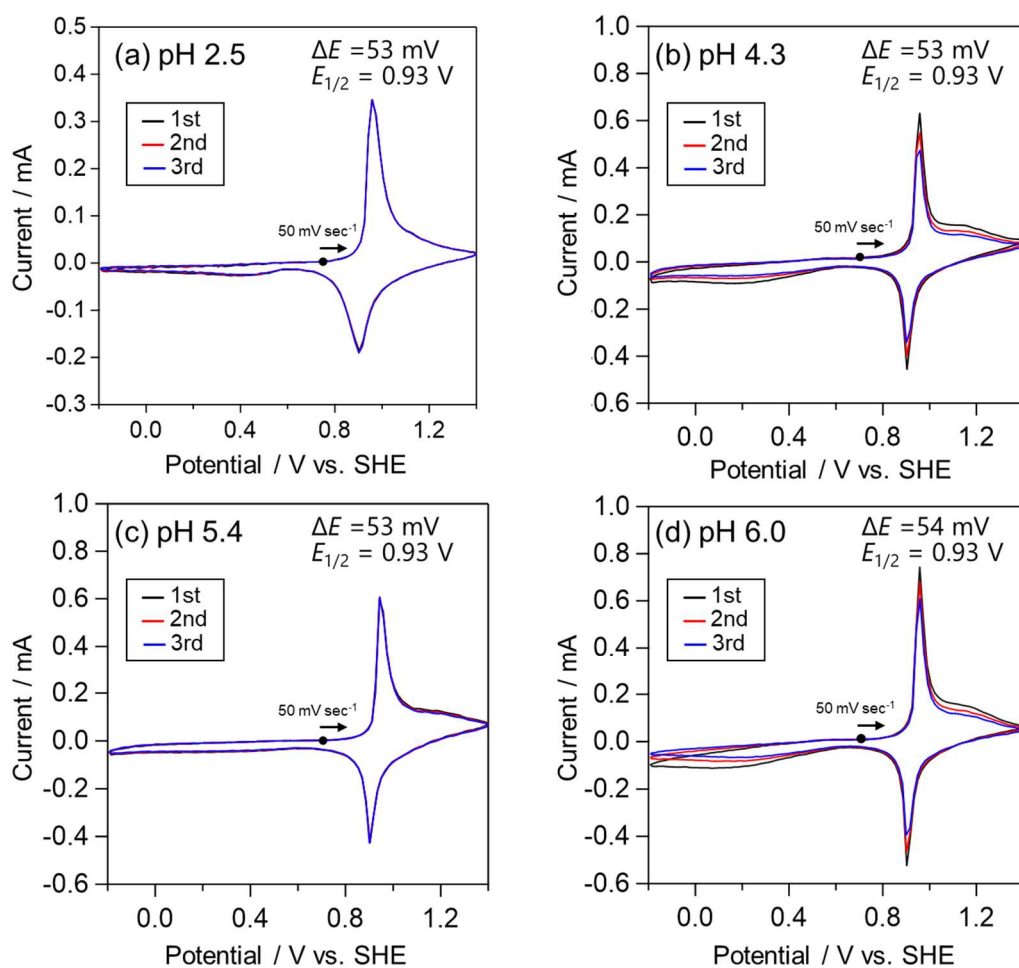 (a) pH 2.5
ΔE =53 mV
E1/2 = 0.93 V
1st
2nd
3rd
50 mV sec-1
0.5
0.4
0.3
0.2
0.1
0.0
-0.1
-0.2
-0.3
Current / mA
0.0 0.4 0.8 1.2
Potential / V vs. SHE
(b) pH 4.3
ΔE =53 mV
E1/2 = 0.93 V
1st
2nd
3rd
50 mV sec-1
1.0
0.8
0.6
0.4
0.2
0.0
0.2
0.4
0.6
Current / mA
0.0 0.4 0.8 1.2
Potential / V vs. SHE
(c) pH 5.4
ΔE =53 mV
E1/2 = 0.93 V
1st
2nd
3rd
50 mV sec-1
1.0
0.8
0.6
0.4
0.2
0.0
-0.2
-0.4
-0.6
Current / mA
0.0 0.4 0.8 1.2
Potential / V vs. SHE
(d) pH 6.0
ΔE =54 mV
E1/2 = 0.93 V
1st
2nd
3rd
50 mV sec-1
1.0
0.8
0.6
0.4
0.2
0.0
-0.2
-0.4
-0.6
Current / mA
0.0 0.4 0.8 1.2
Potential / V vs. SHE